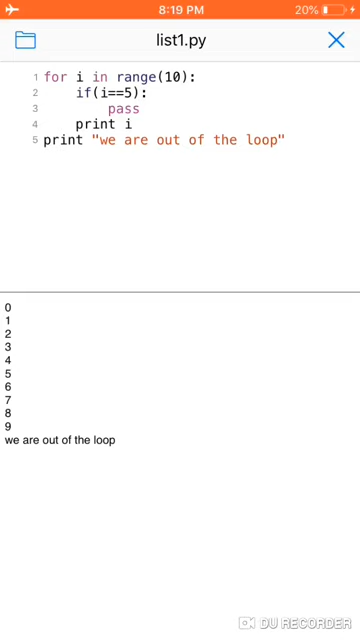 8:19 PM
20%
list1.py
1 for i in range(10):
2     if(i==5):
3         pass
4     print i
5 print "we are out of the loop"
0
1
2
3
4
5
6
7
8
9
we are out of the loop
DU RECORDER